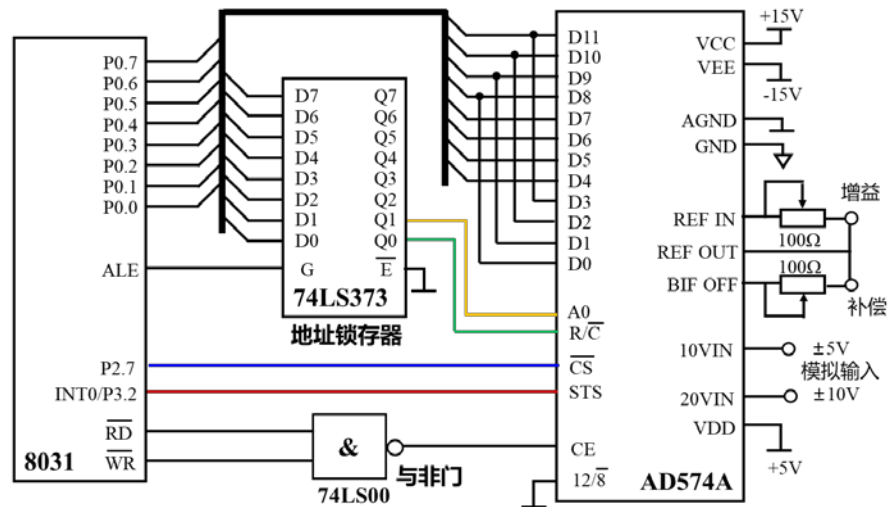 P0.7
P0.6
P0.5
P0.4
P0.3
P0.2
P0.1
P0.0
ALE
P2.7
INT0/P3.2
RD
WR
8031
D7 Q7
D6 Q6
D5 Q5
D4 Q4
D3 Q3
D2 Q2
D1 Q1
D0 Q0
G E
74LS373
地址锁存器
&
与非门
74LS00
D11
D10
D9
D8
D7
D6
D5
D4
D3
D2
D1
D0
A0
R/C
CS
STS
CE
12/8
AD574A
VCC
VEE
AGND
GND
REF IN
REF OUT
BIF OFF
10VIN
20VIN
VDD
+15V
-15V
增益
100Ω
100Ω
补偿
±5V
模拟输入
±10V
+5V